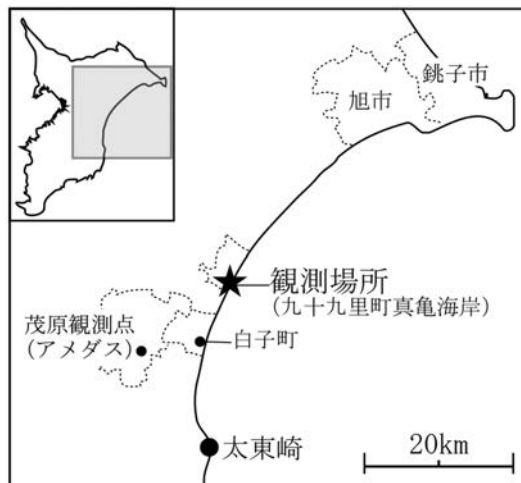 銚子市
旭市
観測場所
(九十九里町真亀海岸)
茂原観測点
(アメダス)
白子町
太東崎
20km